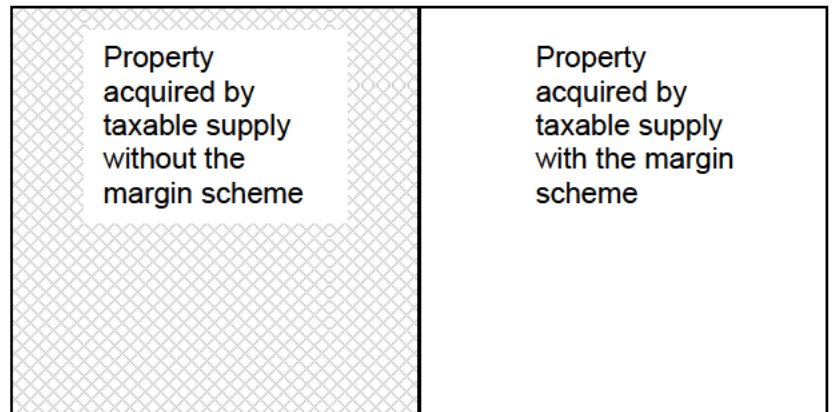 Property
acquired by
taxable supply
without the
margin scheme
Property
acquired by
taxable supply
with the margin
scheme